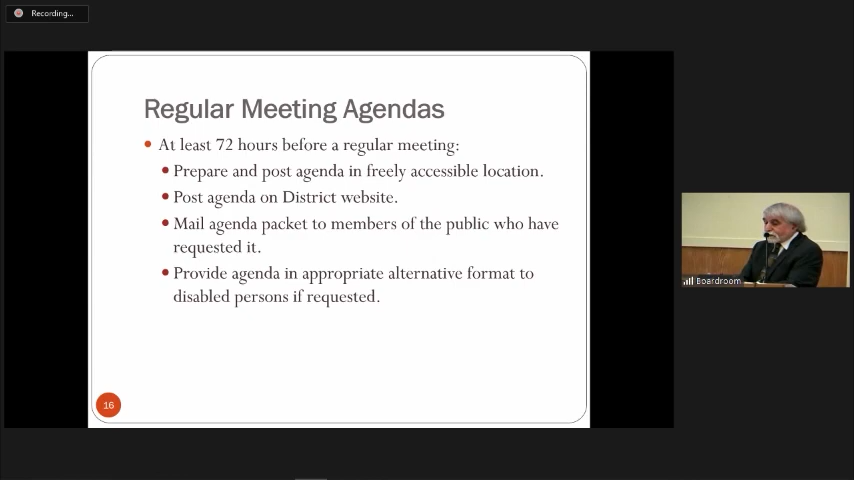 Recording...
Regular Meeting Agendas
At least 72 hours before a regular meeting:
Prepare and post agenda in freely accessible location.
Post agenda on District website.
Mail agenda packet to members of the public who have
requested it.
Provide agenda in appropriate alternative format to
disabled persons if requested.
16
Boardroom